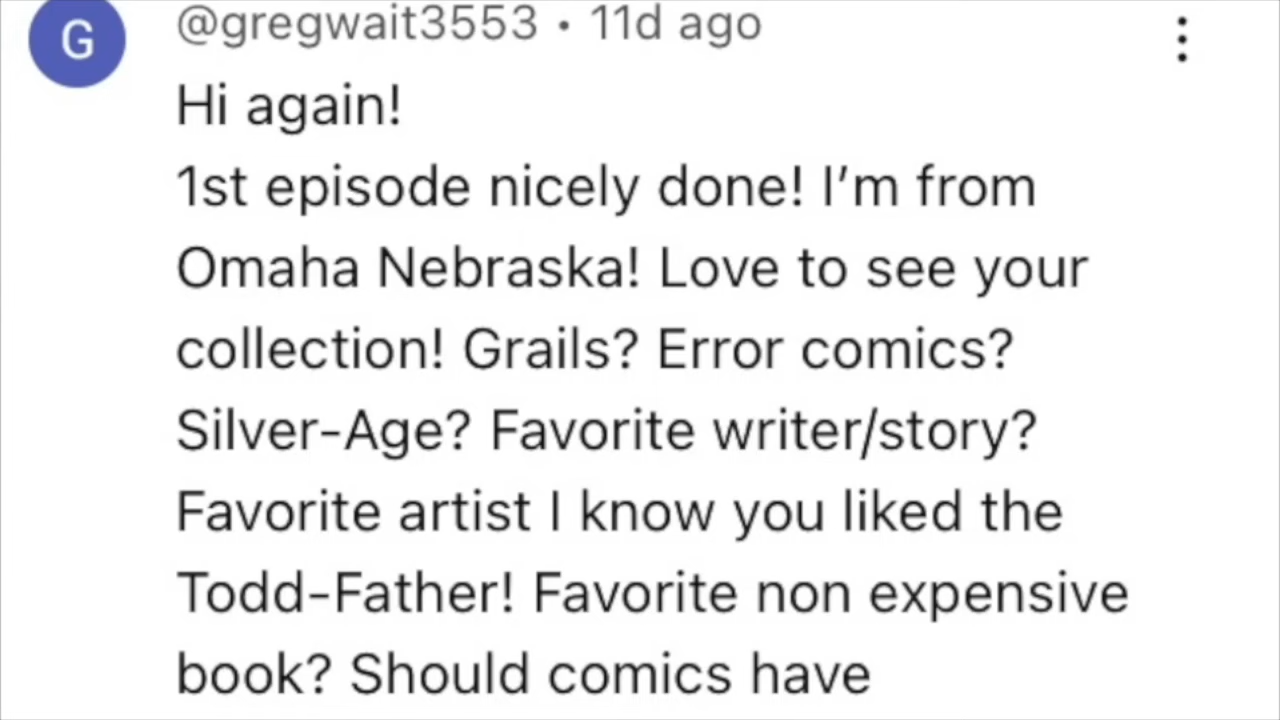 G
@gregwait3553 • 11d ago
Hi again!
1st episode nicely done! I’m from
Omaha Nebraska! Love to see your
collection! Grails? Error comics?
Silver-Age? Favorite writer/story?
Favorite artist I know you liked the
Todd-Father! Favorite non expensive
book? Should comics have